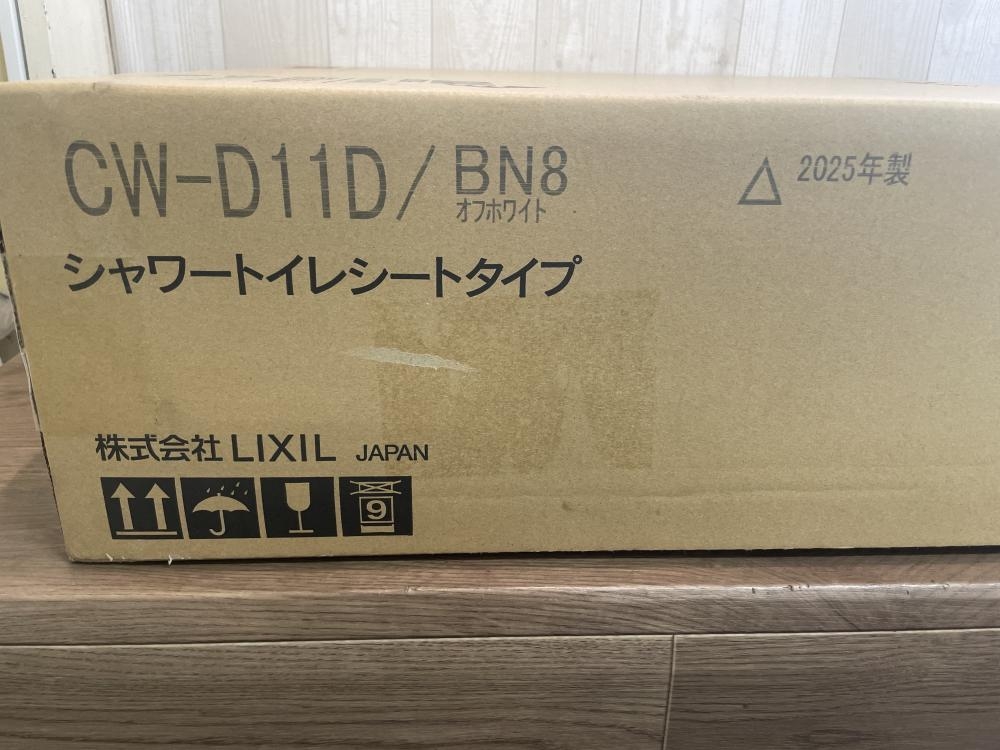 CW-D11D/BN8
オフホワイト
△ 2025年製
シャワートイレシートタイプ
株式会社 LIXIL JAPAN
9